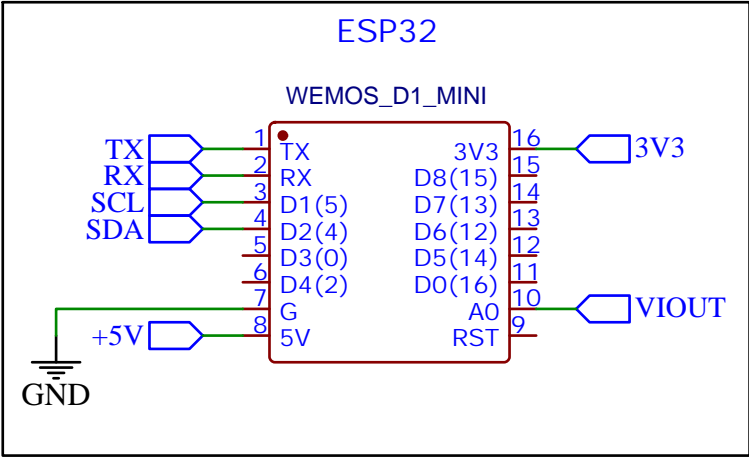 ESP32
WEMOS_D1_MINI
TX 1 TX 3V3 16 3V3
RX 2 RX D8(15) 15
SCL 3 D1(5) D7(13) 14
SDA 4 D2(4) D6(12) 13
5 D3(0) D5(14) 12
6 D4(2) D0(16) 11
7 G A0 10 VIOUT
+5V 8 5V RST 9
GND